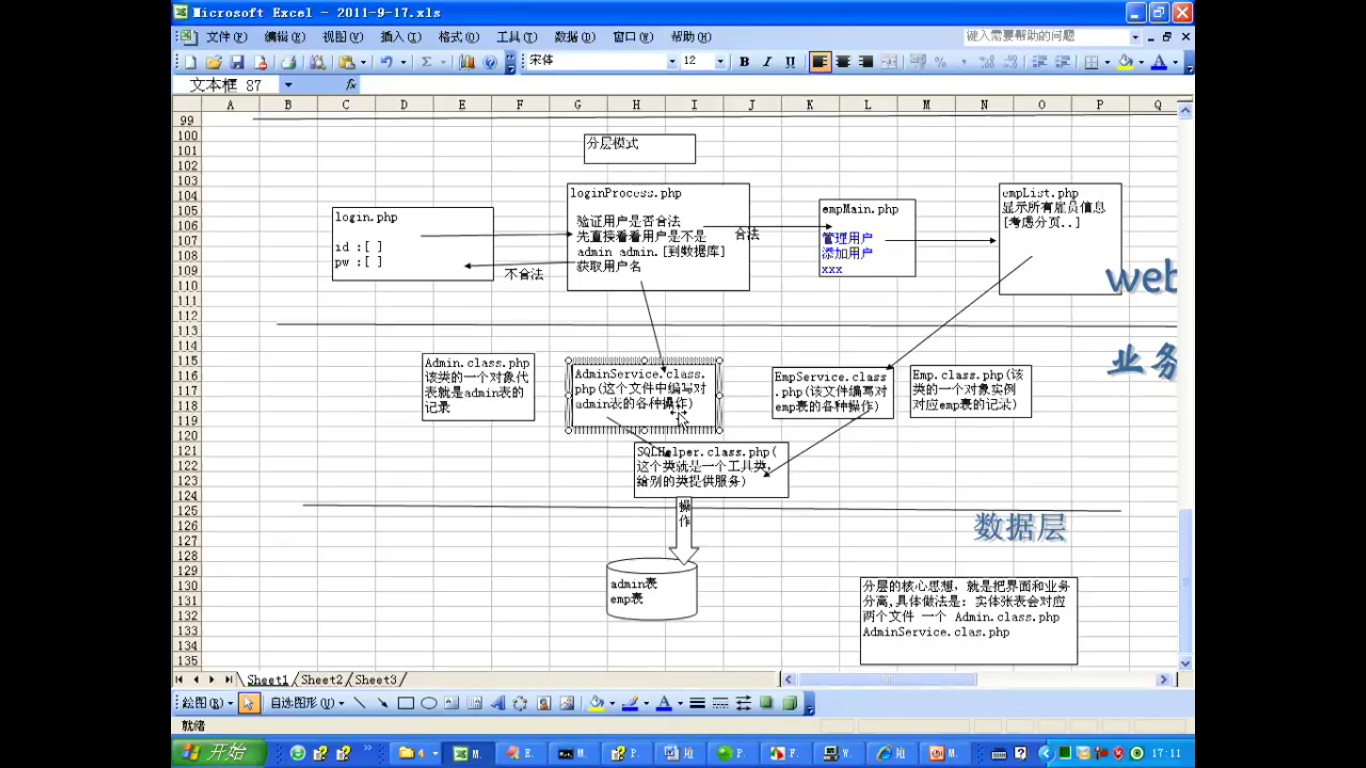 Microsoft Excel - 2011-9-17.xls
文件(F) 编辑(E) 视图(V) 插入(I) 格式(O) 工具(T) 数据(D) 窗口(W) 帮助(H) 键入需要帮助的问题
宋体 12 B I U
文本框 87 fx
A B C D E F G H I J K L M N O P Q
99
100
101
102
103
104
105
106
107
108
109
110
111
112
113
114
115
116
117
118
119
120
121
122
123
124
125
126
127
128
129
130
131
132
133
134
135
分层模式
login.php
id :[ ]
pw :[ ]
loginProcess.php
验证用户是否合法
先直接看看用户是不是
admin admin.[到数据库]
获取用户名
合法
不合法
empMain.php
管理用户
添加用户
xxx
empList.php
显示所有雇员信息
[考虑分页..]
web
业务
Admin.class.php
该类的一个对象代
表就是admin表的
记录
AdminService.class.
php(这个文件中编写对
admin表的各种操作)
EmpService.class
.php(该文件编写对
emp表的各种操作)
Emp.class.php(该
类的一个对象实例
对应emp表的记录)
SQLHelper.class.php(
这个类就是一个工具类,
给别的类提供服务)
操
作
数据层
admin表
emp表
分层的核心思想, 就是把界面和业务
分离,具体做法是: 实体张表会对应
两个文件 一个 Admin.class.php
AdminService.clas.php
Sheet1 Sheet2 Sheet3
绘图(R) 自选图形(U)
就绪
开始 4 M. E. M. P. P. F. W. M. 17:11